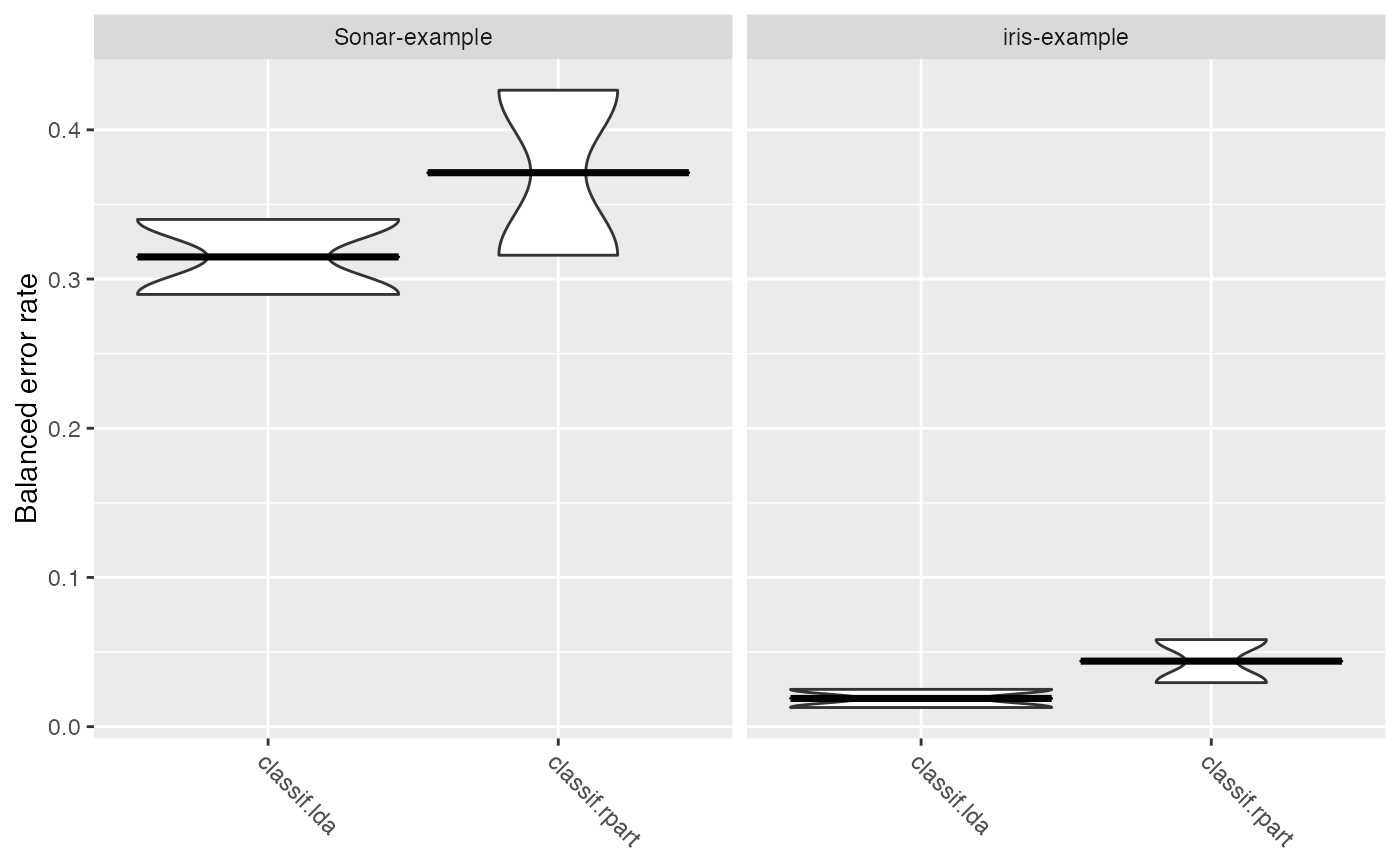 Sonar-example
iris-example
Balanced error rate
0.4
0.3
0.2
0.1
0.0
classif.lda
classif.rpart
classif.lda
classif.rpart